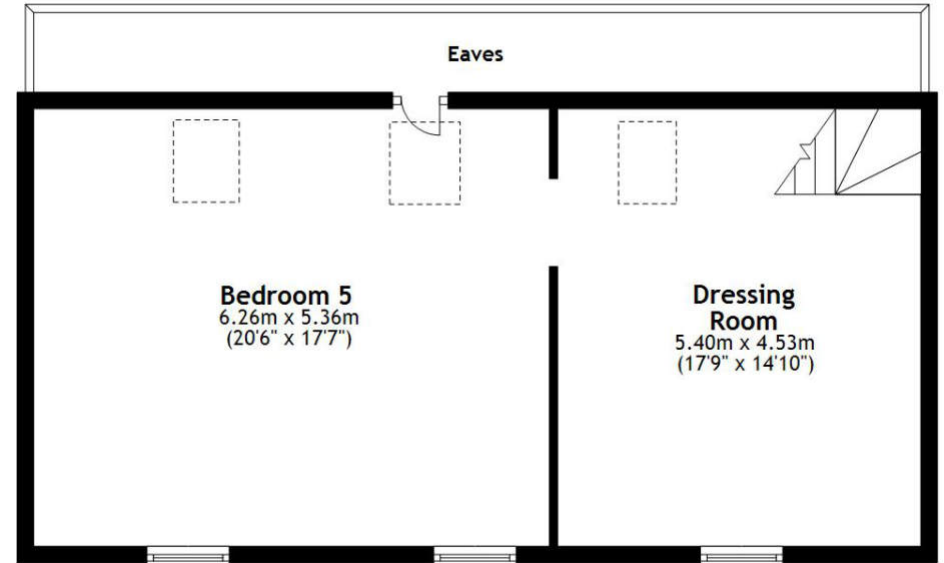 Eaves
Bedroom 5
6.26m x 5.36m
(20'6" x 17'7")
Dressing
Room
5.40m x 4.53m
(17'9" x 14'10")